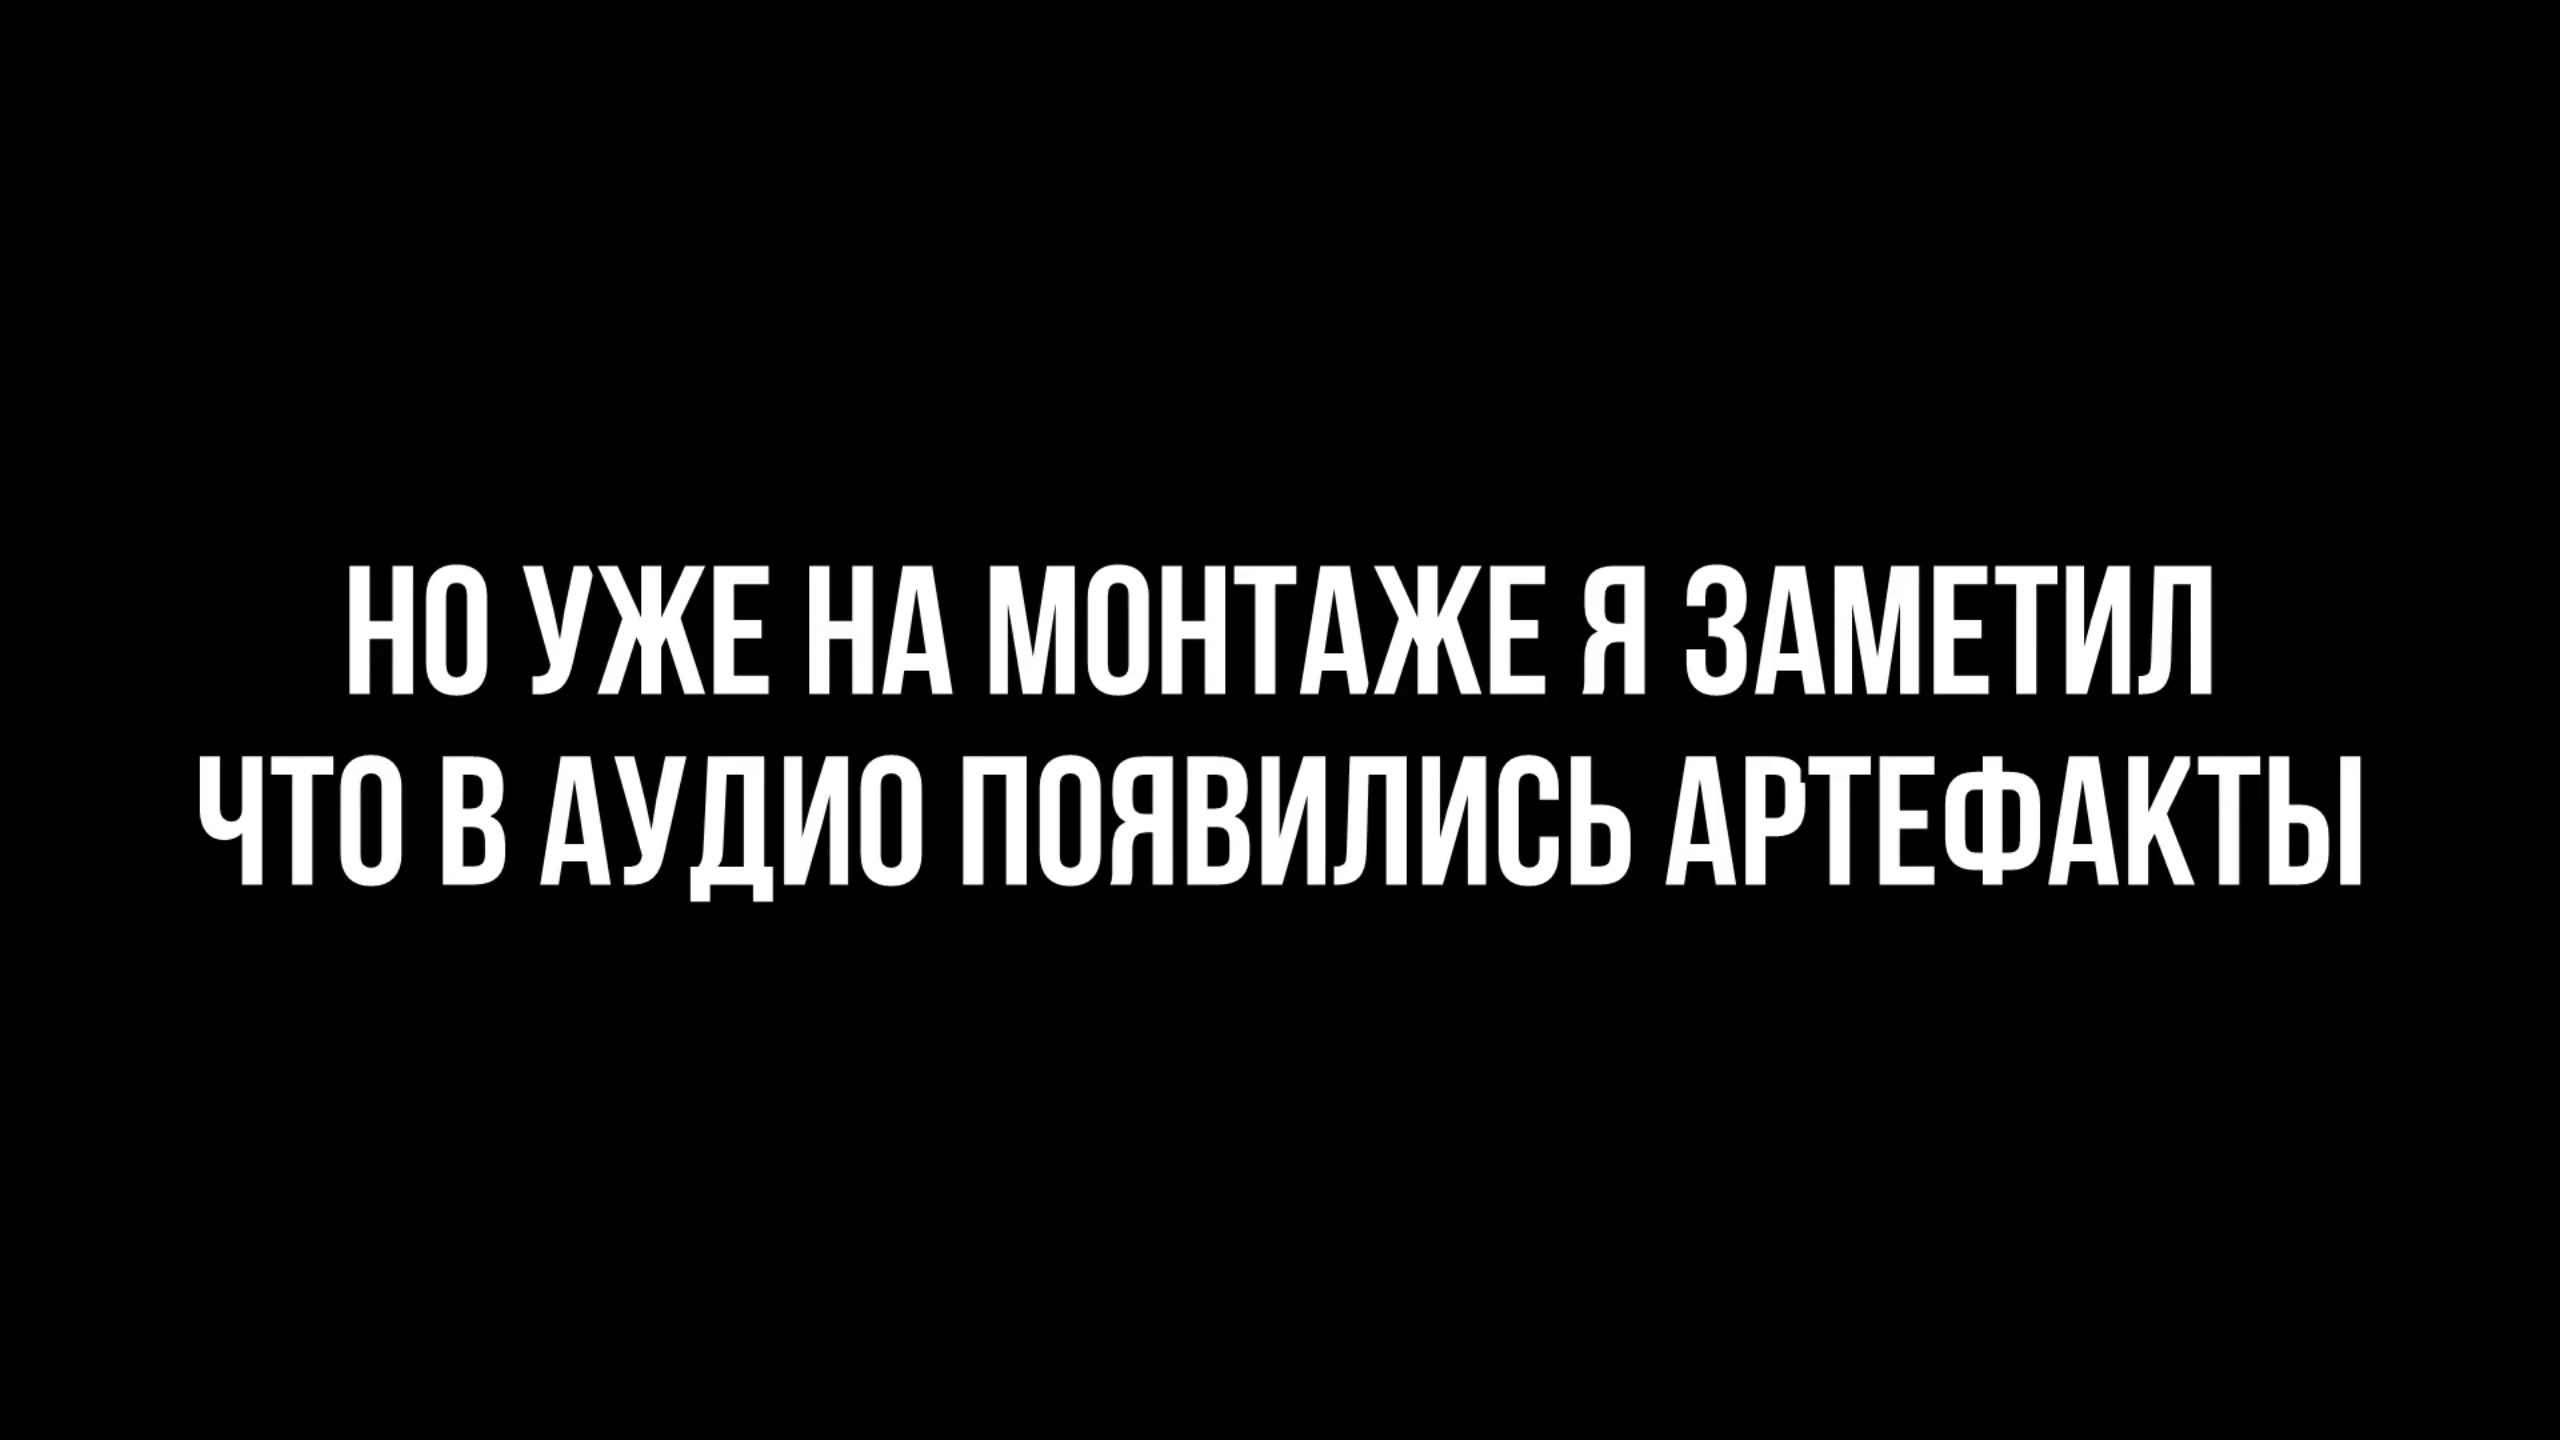 НО УЖЕ НА МОНТАЖЕ Я ЗАМЕТИЛ
ЧТО В АУДИО ПОЯВИЛИСЬ АРТЕФАКТЫ